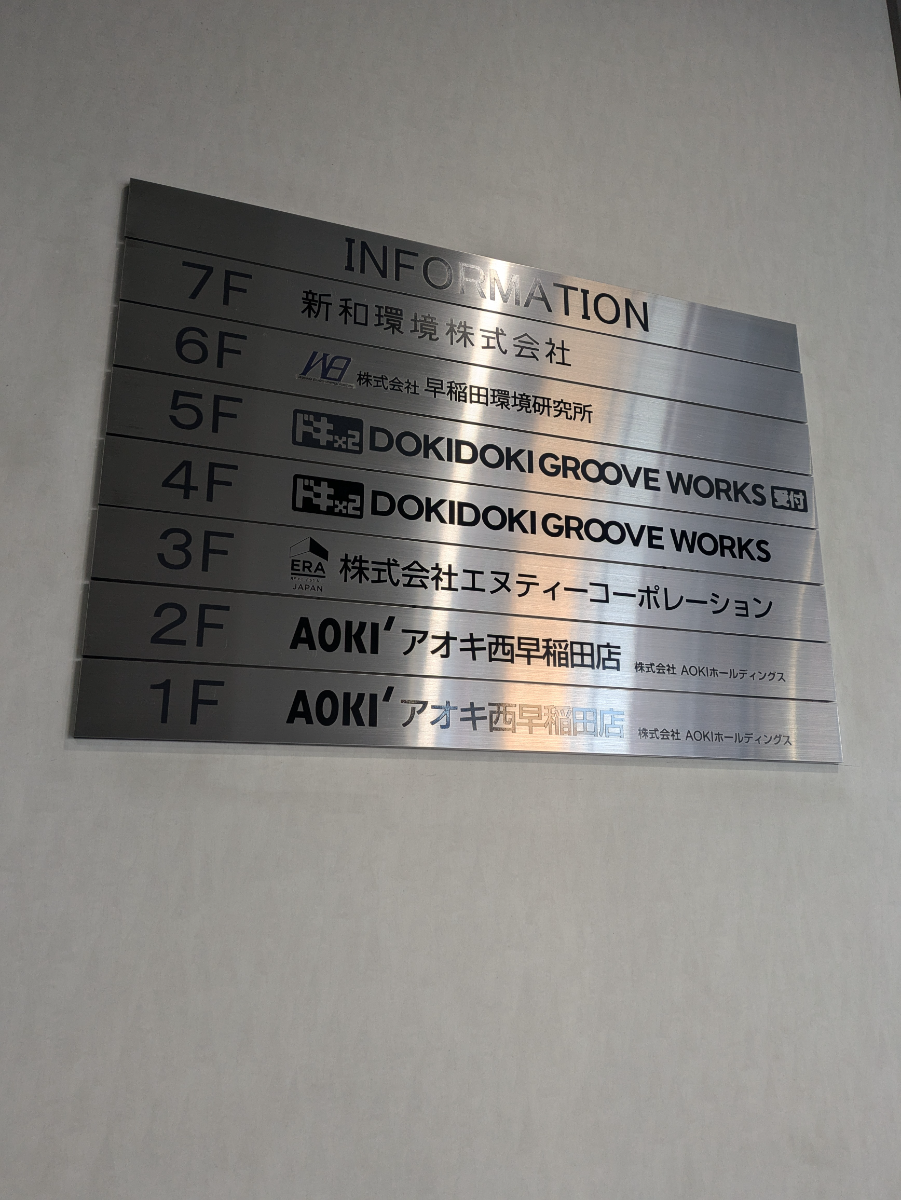 INFORMATION
7F 新和環境株式会社
6F 株式会社 早稲田環境研究所
5F ドキx2 DOKIDOKI GROOVE WORKS 受付
4F ドキx2 DOKIDOKI GROOVE WORKS
3F ERA JAPAN 株式会社エヌティーコーポレーション
2F AOKI' アオキ西早稲田店 株式会社 AOKIホールディングス
1F AOKI' アオキ西早稲田店 株式会社 AOKIホールディングス